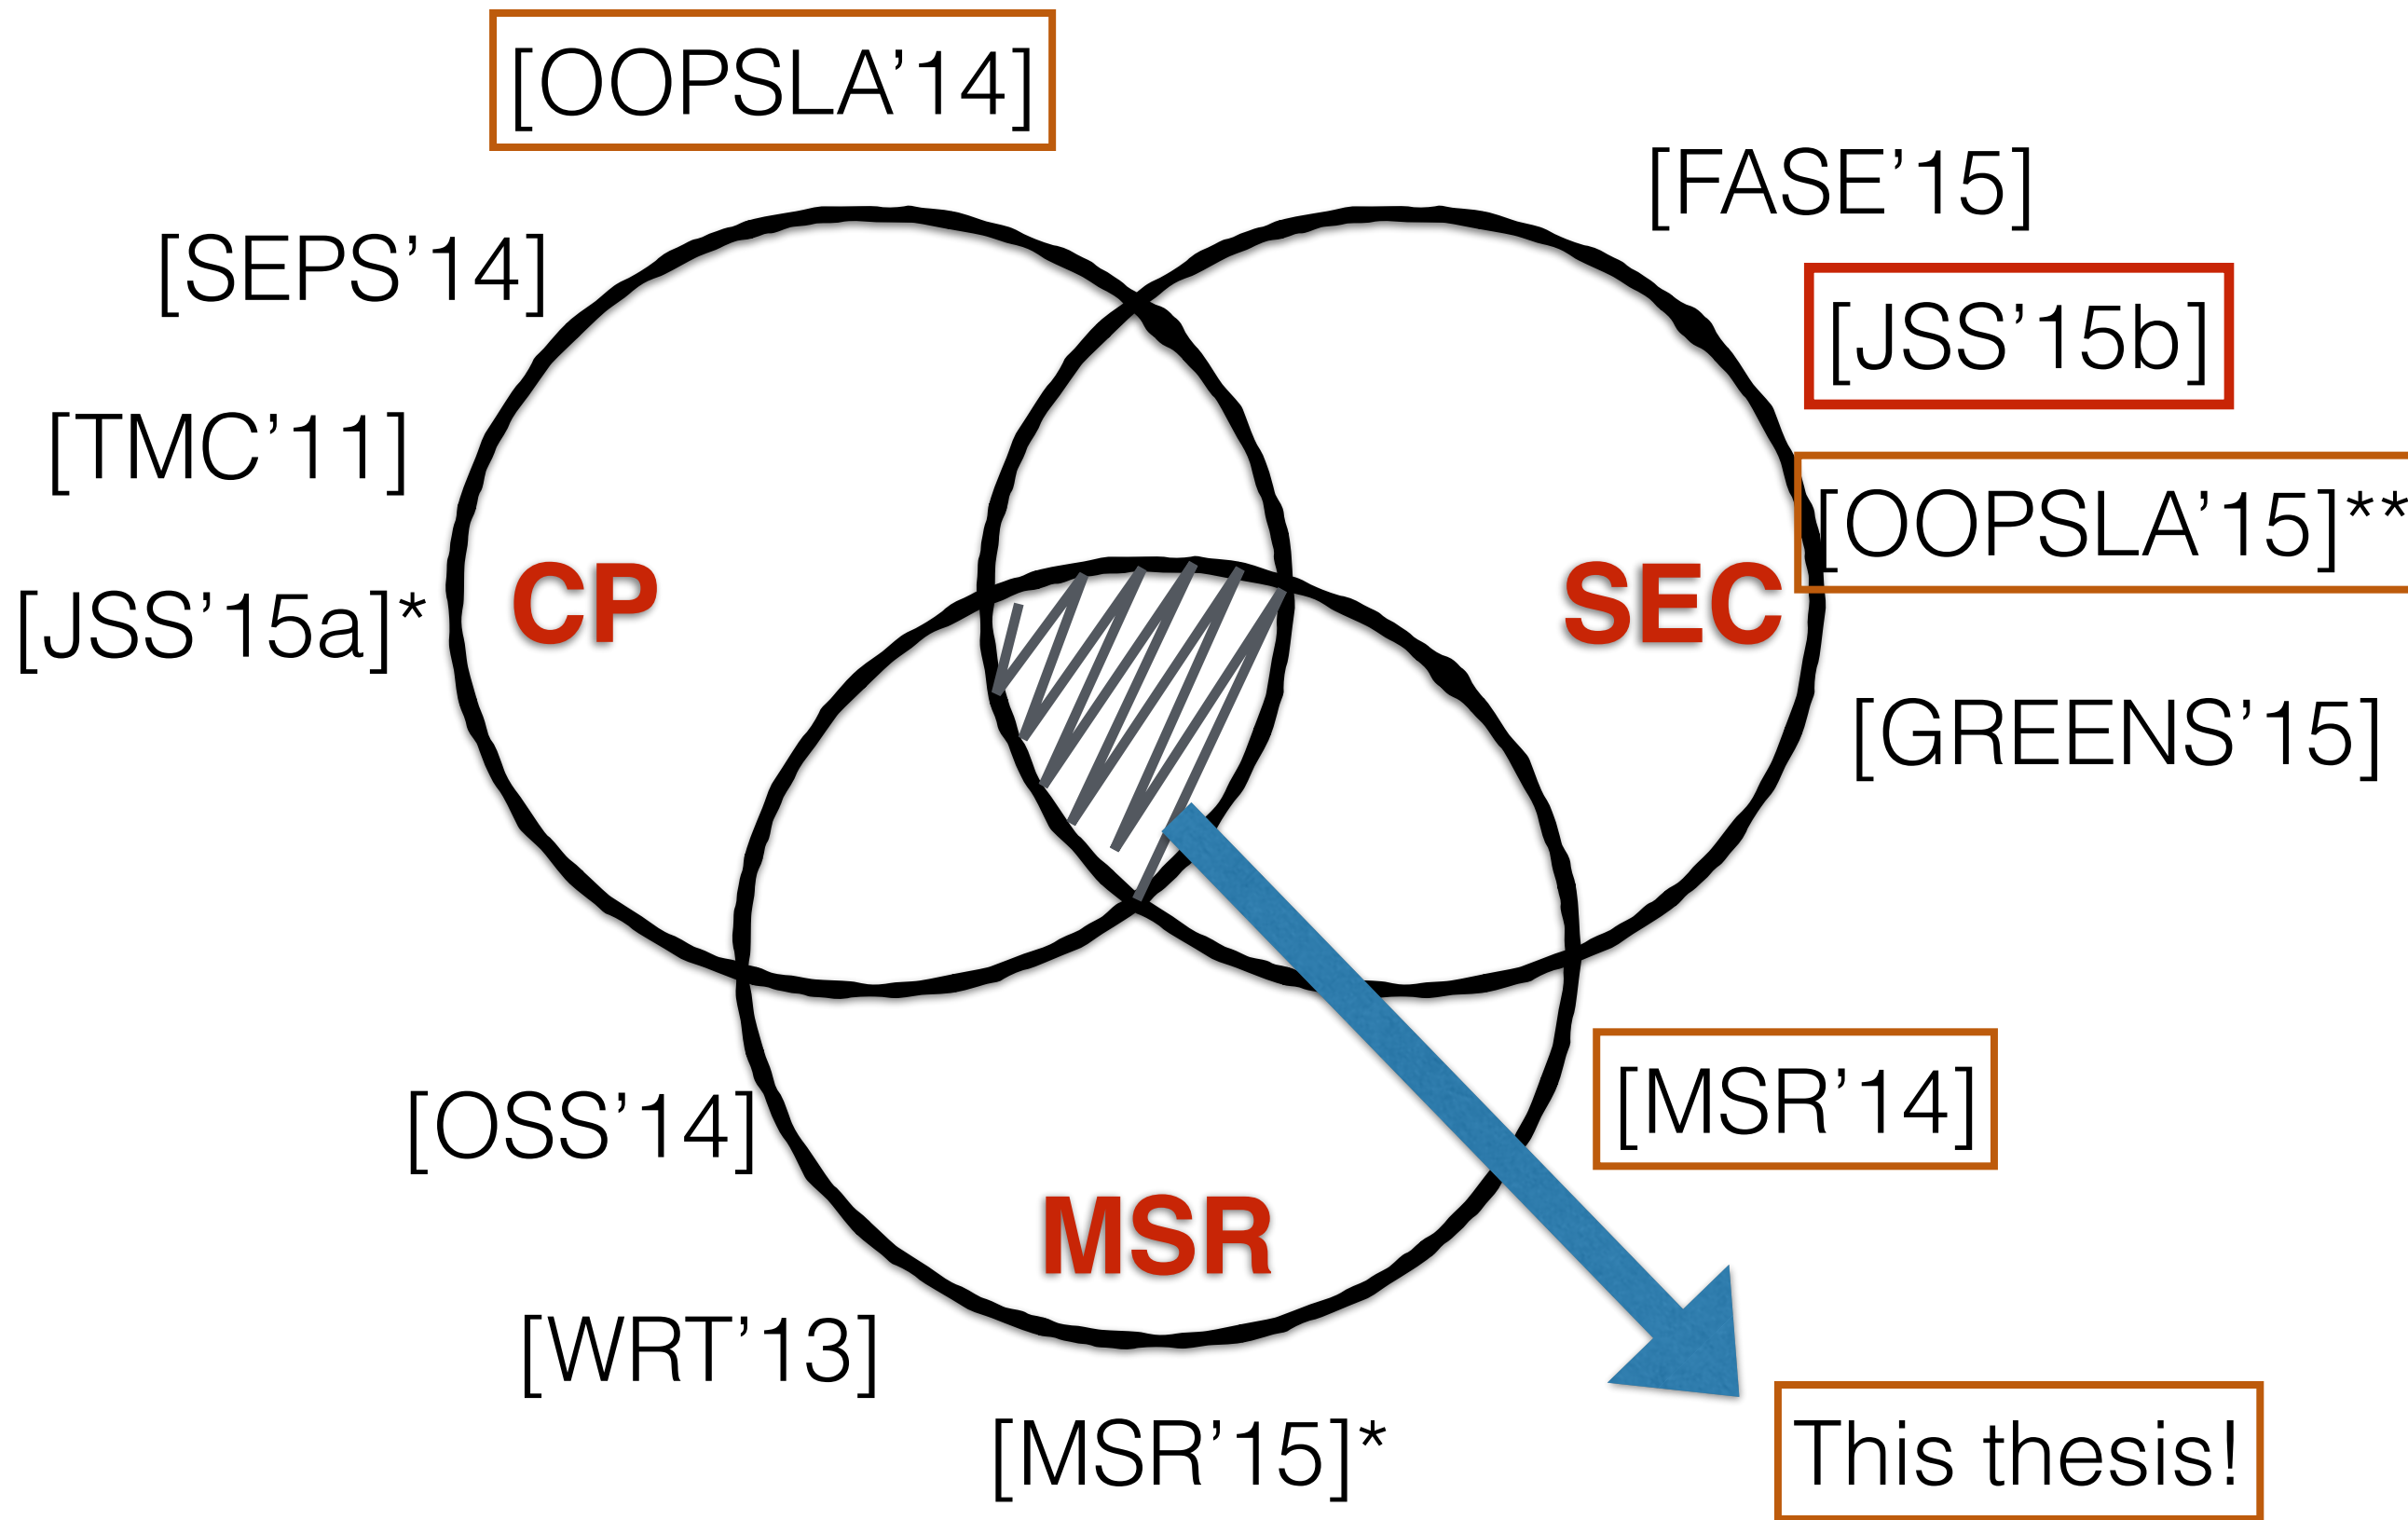 [OOPSLA’14]
[FASE’15]
[SEPS’14]
[JSS’15b]
[TMC’11]
[OOPSLA’15]**
[JSS’15a]*
CP
SEC
[GREENS’15]
[MSR’14]
[OSS’14]
MSR
[WRT’13]
[MSR’15]*
This thesis!